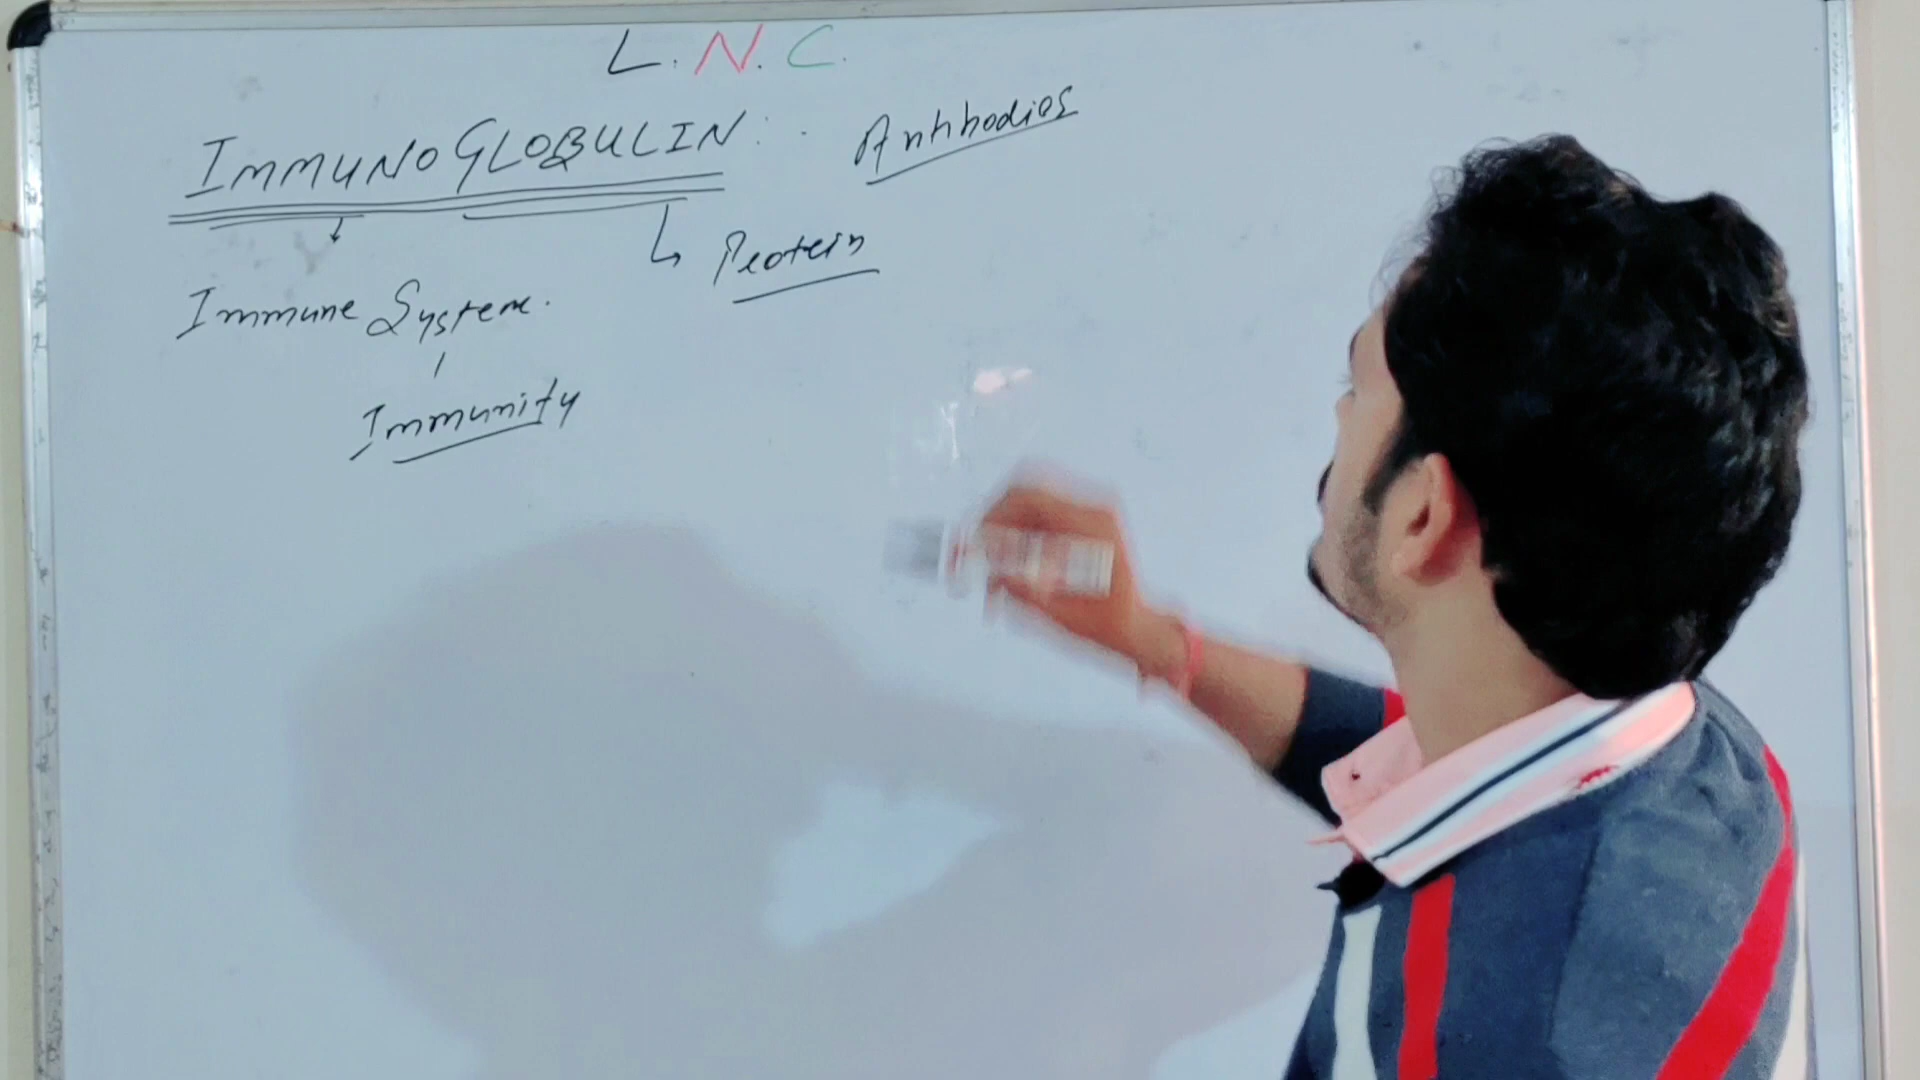 L. N. C.
IMMUNOGLOBULIN: Antibodies
Protein
Immune System.
Immunity